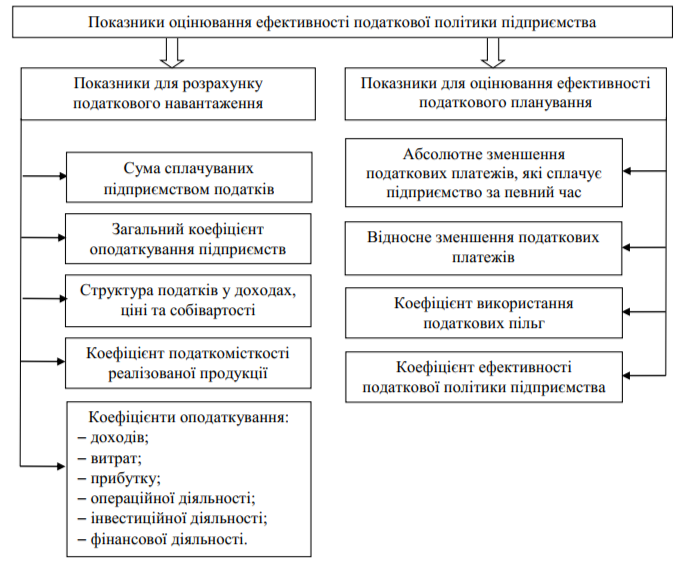 Показники оцінювання ефективності податкової політики підприємства
Показники для розрахунку
податкового навантаження
Сума сплачуваних
підприємством податків
Загальний коефіцієнт
оподаткування підприємств
Структура податків у доходах,
ціні та собівартості
Коефіцієнт податкомісткості
реалізованої продукції
Коефіцієнти оподаткування:
– доходів;
– витрат;
– прибутку;
– операційної діяльності;
– інвестиційної діяльності;
– фінансової діяльності.
Показники для оцінювання ефективності
податкового планування
Абсолютне зменшення
податкових платежів, які сплачує
підприємство за певний час
Відносне зменшення податкових
платежів
Коефіцієнт використання
податкових пільг
Коефіцієнт ефективності
податкової політики підприємства